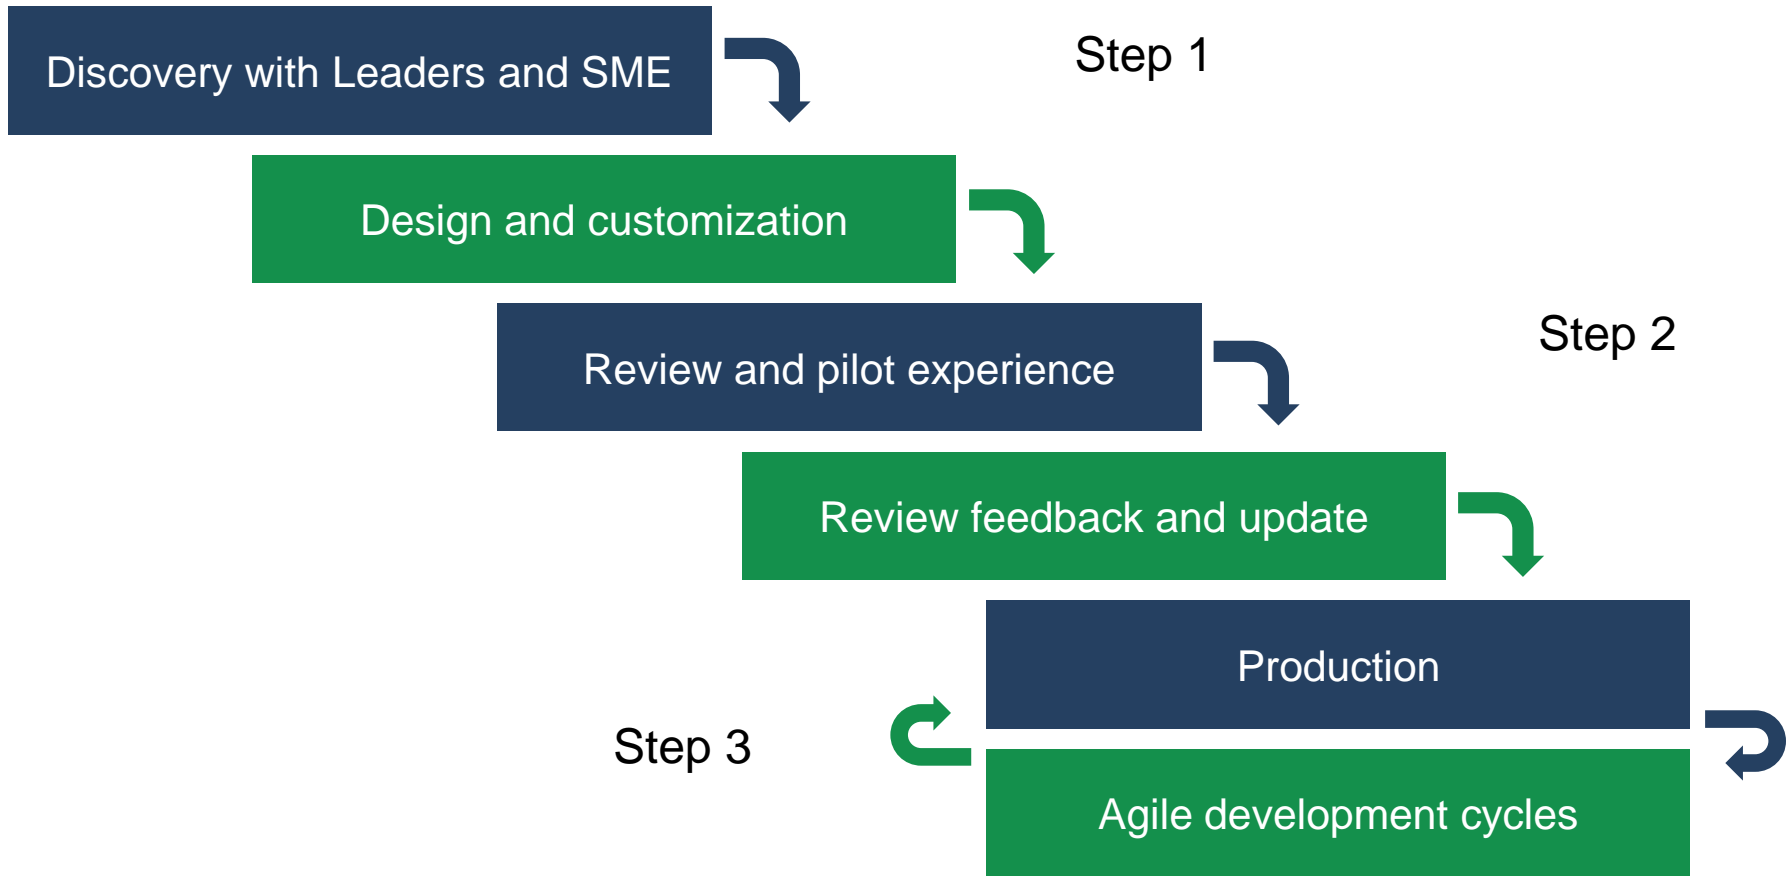 Discovery with Leaders and SME
Step 1
Design and customization
Step 2
Review and pilot experience
Review feedback and update
Production
Step 3
Agile development cycles